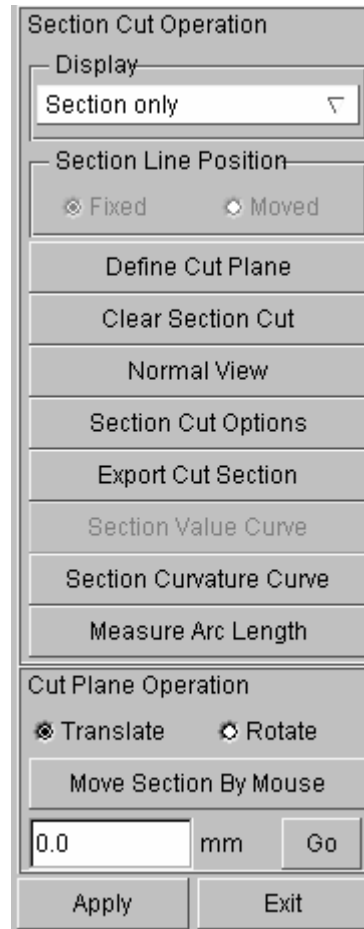 Section Cut Operation
Display
Section only
Section Line Position
Fixed Moved
Define Cut Plane
Clear Section Cut
Normal View
Section Cut Options
Export Cut Section
Section Value Curve
Section Curvature Curve
Measure Arc Length
Cut Plane Operation
Translate Rotate
Move Section By Mouse
0.0 mm Go
Apply Exit